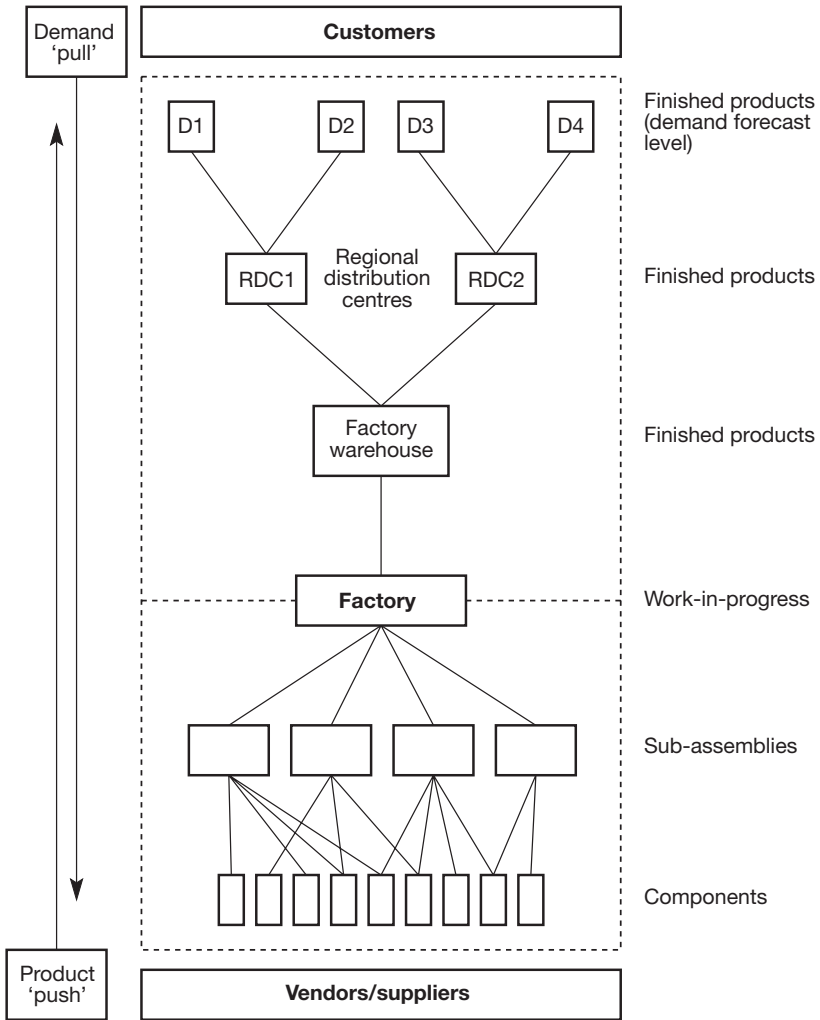 Demand
‘pull’
Customers
D1
D2
D3
D4
Finished products
(demand forecast
level)
RDC1
Regional
distribution
centres
RDC2
Finished products
Factory
warehouse
Finished products
Factory
Work-in-progress
Sub-assemblies
Components
Product
‘push’
Vendors/suppliers